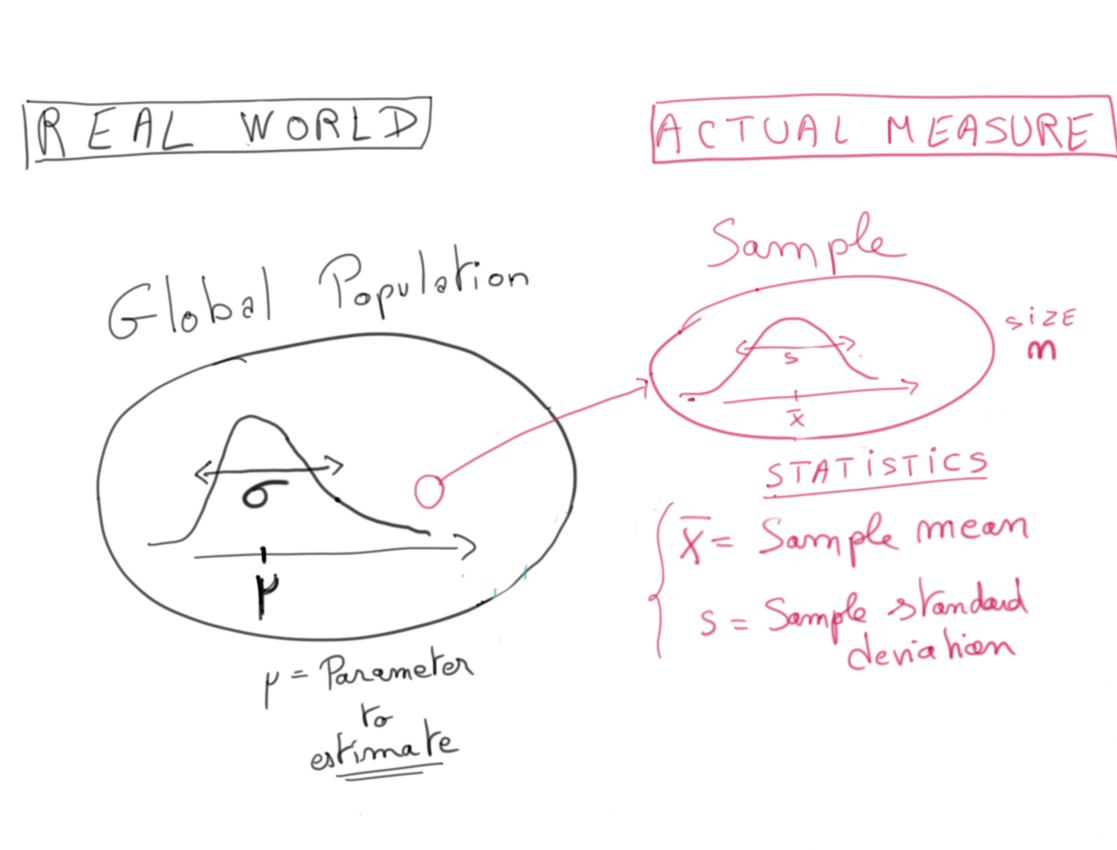 REAL WORLD
Global Population
σ
μ
μ = Parameter
to
estimate
ACTUAL MEASURE
Sample
size
n
s
x̄
STATISTICS
x̄ = Sample mean
s = Sample standard
deviation